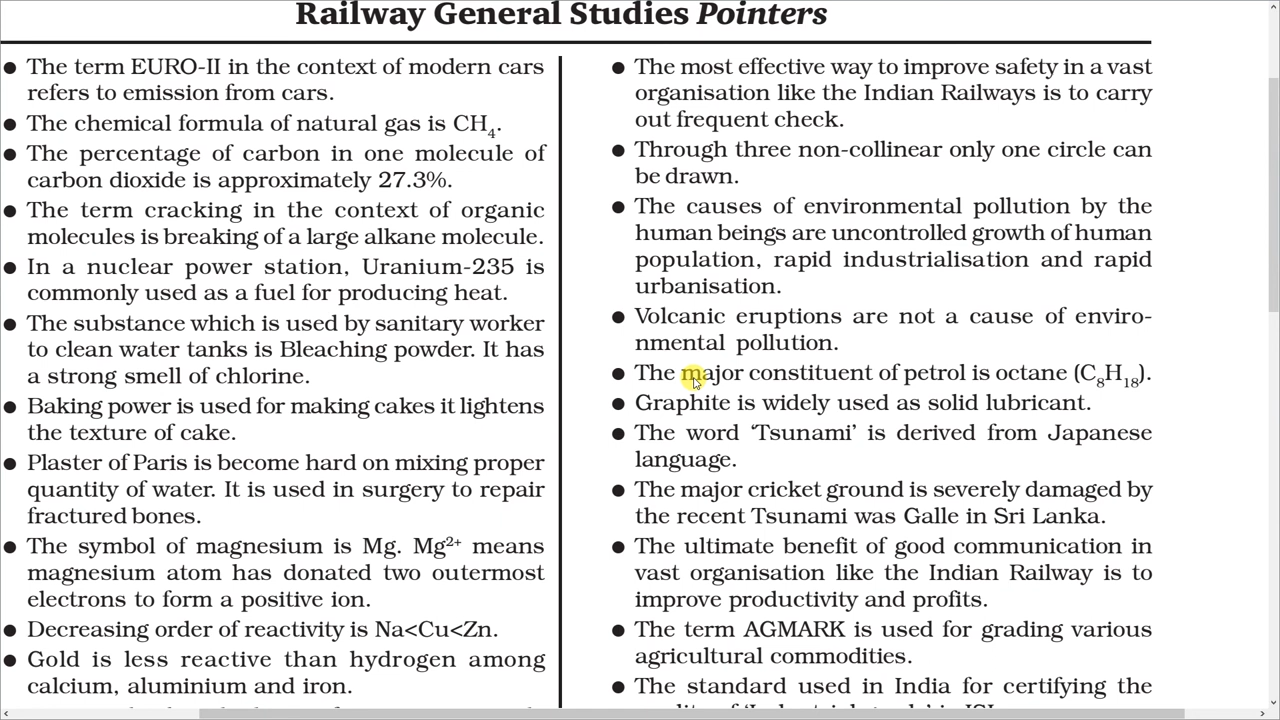 Railway General Studies Pointers
● The term EURO-II in the context of modern cars
refers to emission from cars.
● The chemical formula of natural gas is CH₄.
● The percentage of carbon in one molecule of
carbon dioxide is approximately 27.3%.
● The term cracking in the context of organic
molecules is breaking of a large alkane molecule.
● In a nuclear power station, Uranium-235 is
commonly used as a fuel for producing heat.
● The substance which is used by sanitary worker
to clean water tanks is Bleaching powder. It has
a strong smell of chlorine.
● Baking power is used for making cakes it lightens
the texture of cake.
● Plaster of Paris is become hard on mixing proper
quantity of water. It is used in surgery to repair
fractured bones.
● The symbol of magnesium is Mg. Mg²⁺ means
magnesium atom has donated two outermost
electrons to form a positive ion.
● Decreasing order of reactivity is Na<Cu<Zn.
● Gold is less reactive than hydrogen among
calcium, aluminium and iron.
● The most effective way to improve safety in a vast
organisation like the Indian Railways is to carry
out frequent check.
● Through three non-collinear only one circle can
be drawn.
● The causes of environmental pollution by the
human beings are uncontrolled growth of human
population, rapid industrialisation and rapid
urbanisation.
● Volcanic eruptions are not a cause of enviro-
nmental pollution.
● The major constituent of petrol is octane (C₈H₁₈).
● Graphite is widely used as solid lubricant.
● The word ‘Tsunami’ is derived from Japanese
language.
● The major cricket ground is severely damaged by
the recent Tsunami was Galle in Sri Lanka.
● The ultimate benefit of good communication in
vast organisation like the Indian Railway is to
improve productivity and profits.
● The term AGMARK is used for grading various
agricultural commodities.
● The standard used in India for certifying the